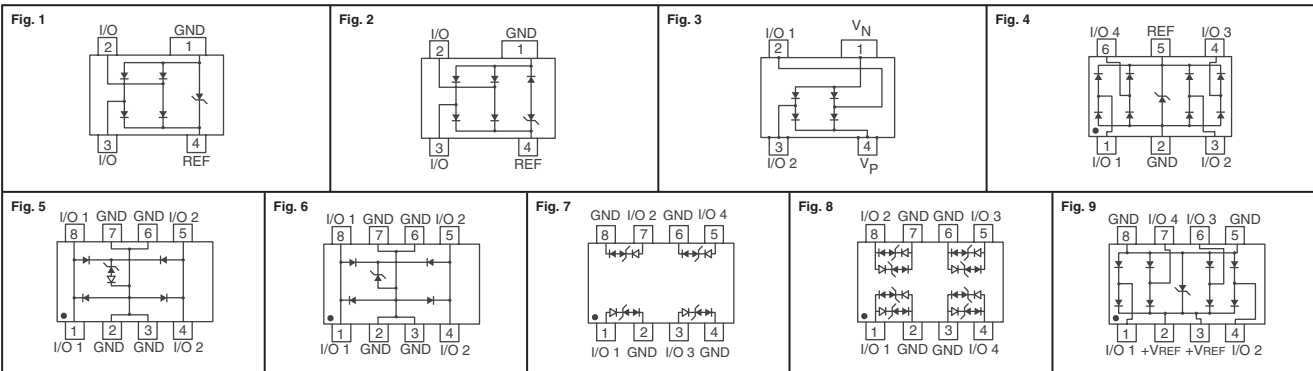 Fig. 1
I/O GND
2 1
3 4
I/O REF
Fig. 2
I/O GND
2 1
3 4
I/O REF
Fig. 3
I/O 1 VN
2 1
3 4
I/O 2 VP
Fig. 4
I/O 4 REF I/O 3
6 5 4
1 2 3
I/O 1 GND I/O 2
Fig. 5
I/O 1 GND GND I/O 2
8 7 6 5
1 2 3 4
I/O 1 GND GND I/O 2
Fig. 6
I/O 1 GND GND I/O 2
8 7 6 5
1 2 3 4
I/O 1 GND GND I/O 2
Fig. 7
GND I/O 2 GND I/O 4
8 7 6 5
1 2 3 4
I/O 1 GND I/O 3 GND
Fig. 8
I/O 2 GND GND I/O 3
8 7 6 5
1 2 3 4
I/O 1 GND GND I/O 4
Fig. 9
GND I/O 4 I/O 3 GND
8 7 6 5
1 2 3 4
I/O 1 +VREF +VREF I/O 2